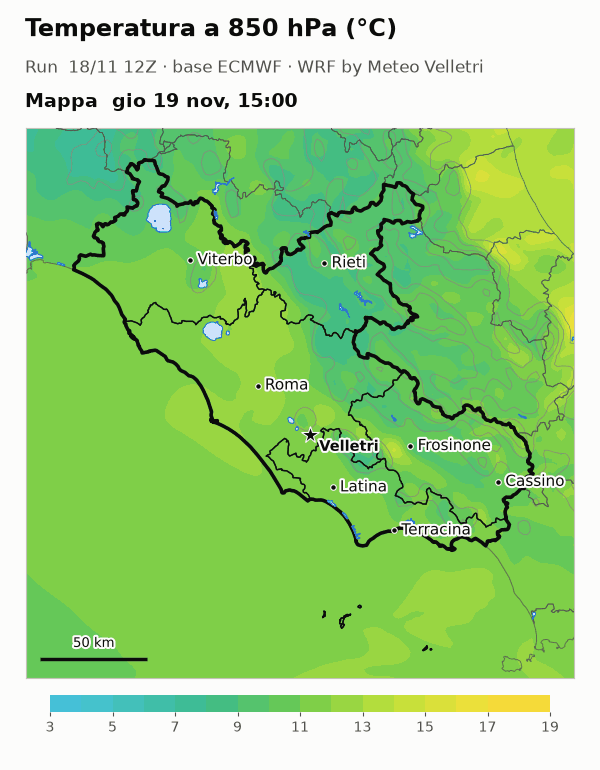 Temperatura a 850 hPa (°C)
Run  18/11 12Z · base ECMWF · WRF by Meteo Velletri
Mappa  gio 19 nov, 15:00
Viterbo
Rieti
Roma
Velletri
Frosinone
Cassino
Latina
Terracina
50 km
3 5 7 9 11 13 15 17 19